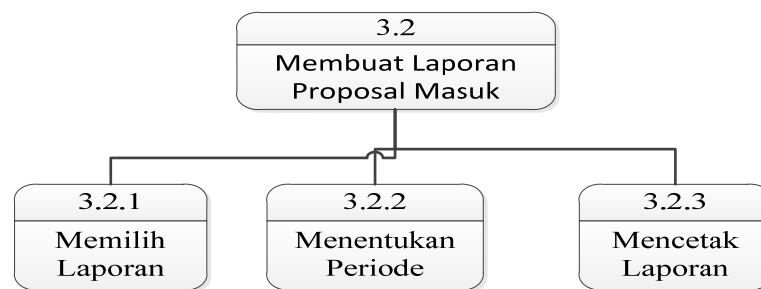 3.2
Membuat Laporan
Proposal Masuk
3.2.1
Memilih
Laporan
3.2.2
Menentukan
Periode
3.2.3
Mencetak
Laporan